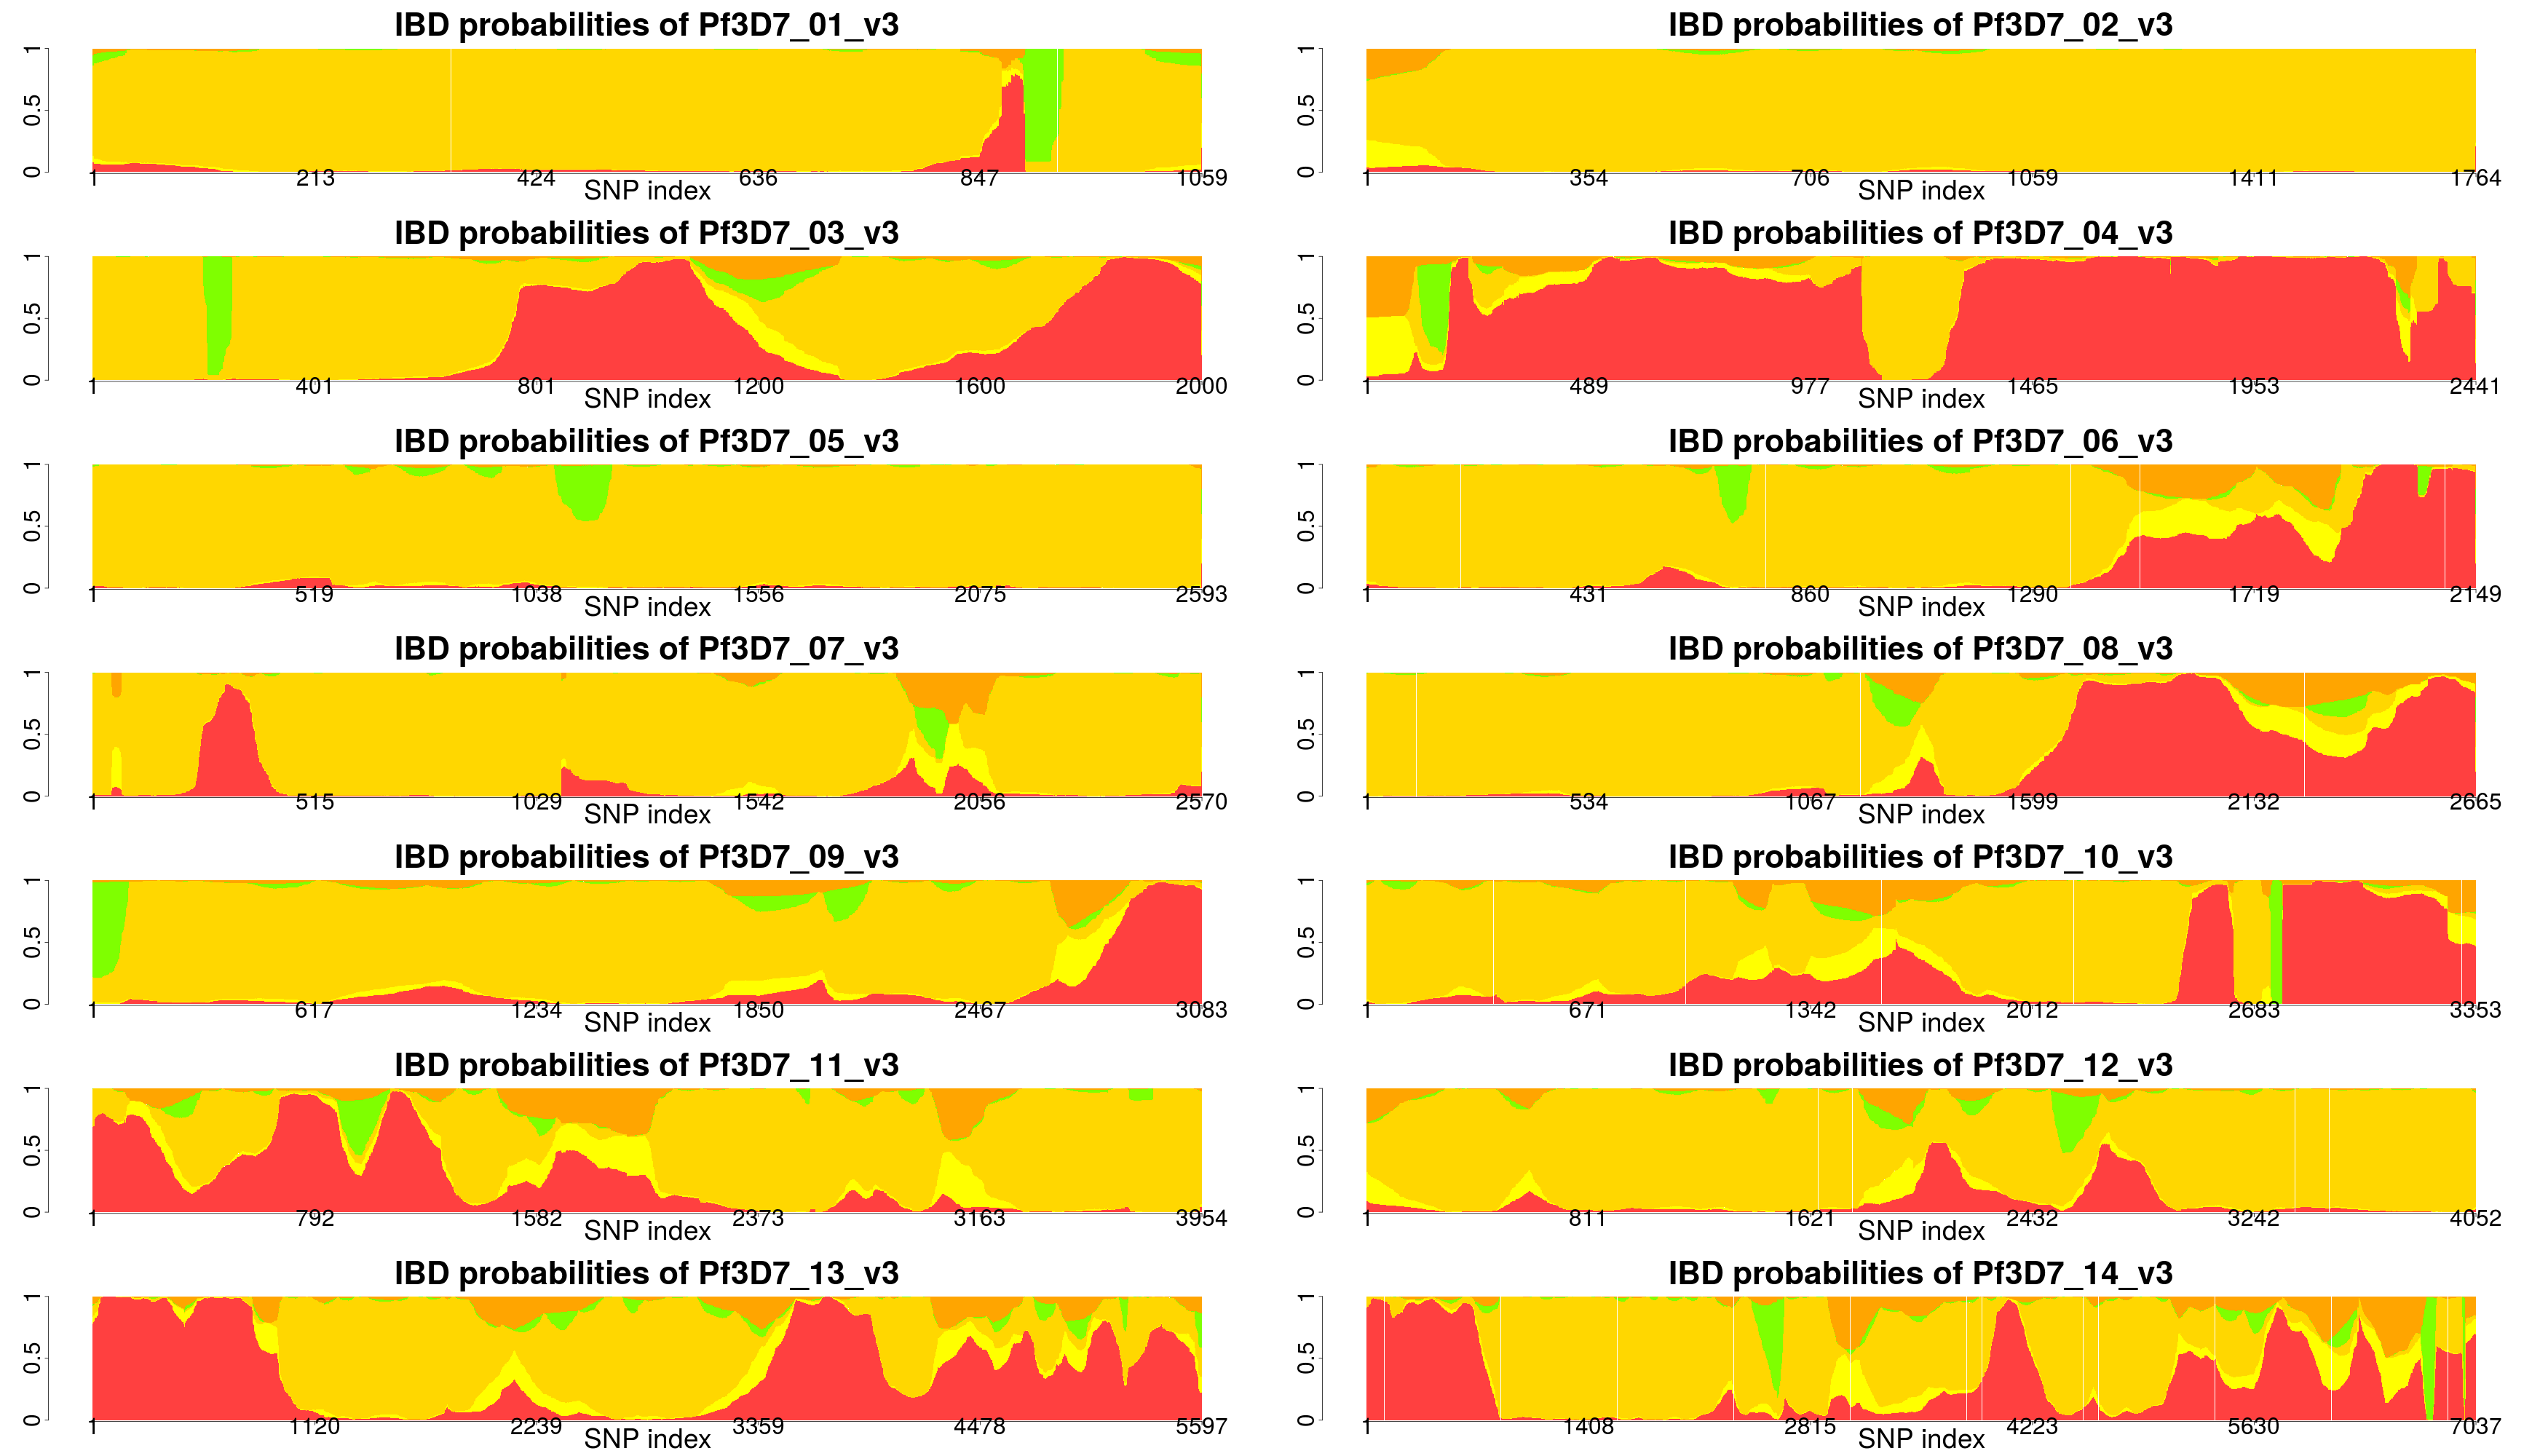 IBD probabilities of Pf3D7_01_v3
0 0.5 1
1 213 424 636 847 1059
SNP index
IBD probabilities of Pf3D7_02_v3
0 0.5 1
1 354 706 1059 1411 1764
SNP index
IBD probabilities of Pf3D7_03_v3
0 0.5 1
1 401 801 1200 1600 2000
SNP index
IBD probabilities of Pf3D7_04_v3
0 0.5 1
1 489 977 1465 1953 2441
SNP index
IBD probabilities of Pf3D7_05_v3
0 0.5 1
1 519 1038 1556 2075 2593
SNP index
IBD probabilities of Pf3D7_06_v3
0 0.5 1
1 431 860 1290 1719 2149
SNP index
IBD probabilities of Pf3D7_07_v3
0 0.5 1
1 515 1029 1542 2056 2570
SNP index
IBD probabilities of Pf3D7_08_v3
0 0.5 1
1 534 1067 1599 2132 2665
SNP index
IBD probabilities of Pf3D7_09_v3
0 0.5 1
1 617 1234 1850 2467 3083
SNP index
IBD probabilities of Pf3D7_10_v3
0 0.5 1
1 671 1342 2012 2683 3353
SNP index
IBD probabilities of Pf3D7_11_v3
0 0.5 1
1 792 1582 2373 3163 3954
SNP index
IBD probabilities of Pf3D7_12_v3
0 0.5 1
1 811 1621 2432 3242 4052
SNP index
IBD probabilities of Pf3D7_13_v3
0 0.5 1
1 1120 2239 3359 4478 5597
SNP index
IBD probabilities of Pf3D7_14_v3
0 0.5 1
1 1408 2815 4223 5630 7037
SNP index